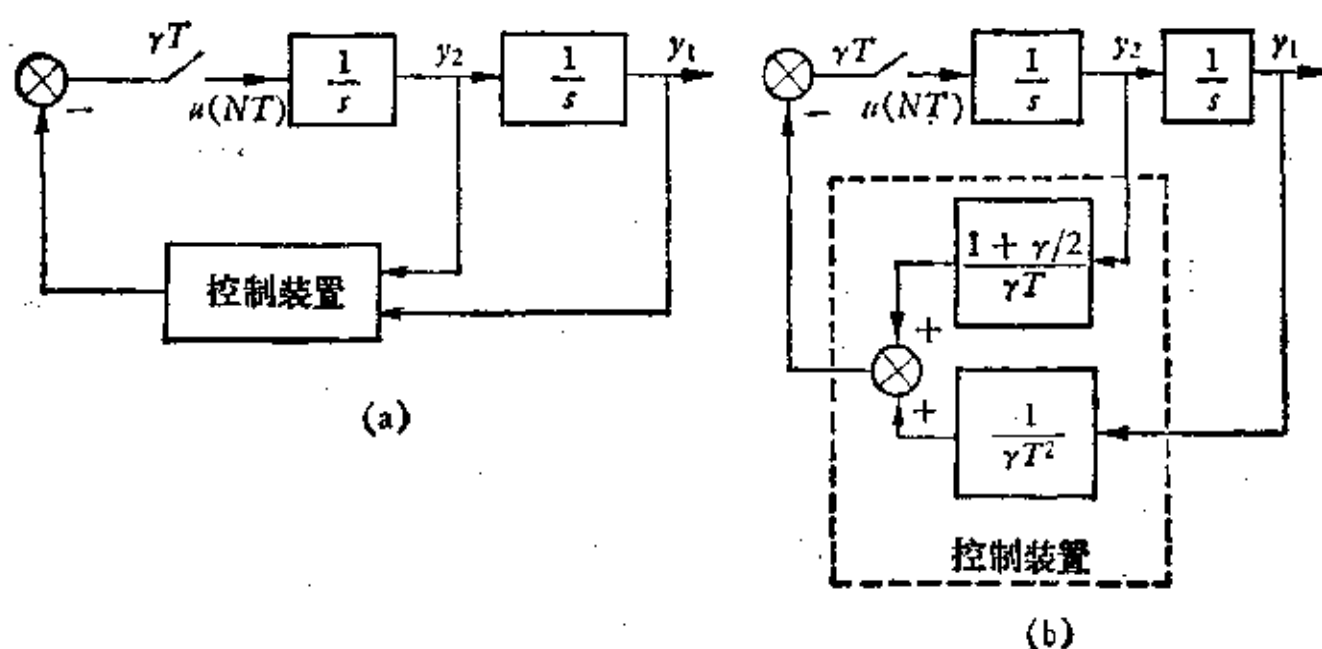 γT
u(NT)
1/s
y₂
1/s
y₁
−
控制装置
(a)
γT
u(NT)
1/s
y₂
1/s
y₁
−
1 + γ/2
γT
+
+
1
γT²
控制装置
(b)